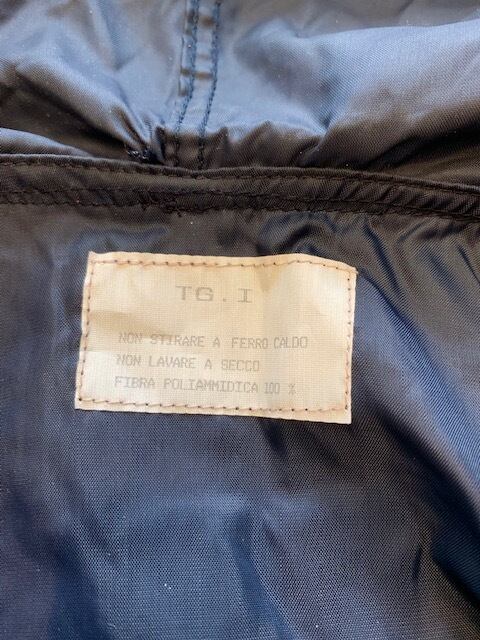 TG. I
NON STIRARE A FERRO CALDO
NON LAVARE A SECCO
FIBRA POLIAMMIDICA 100 %